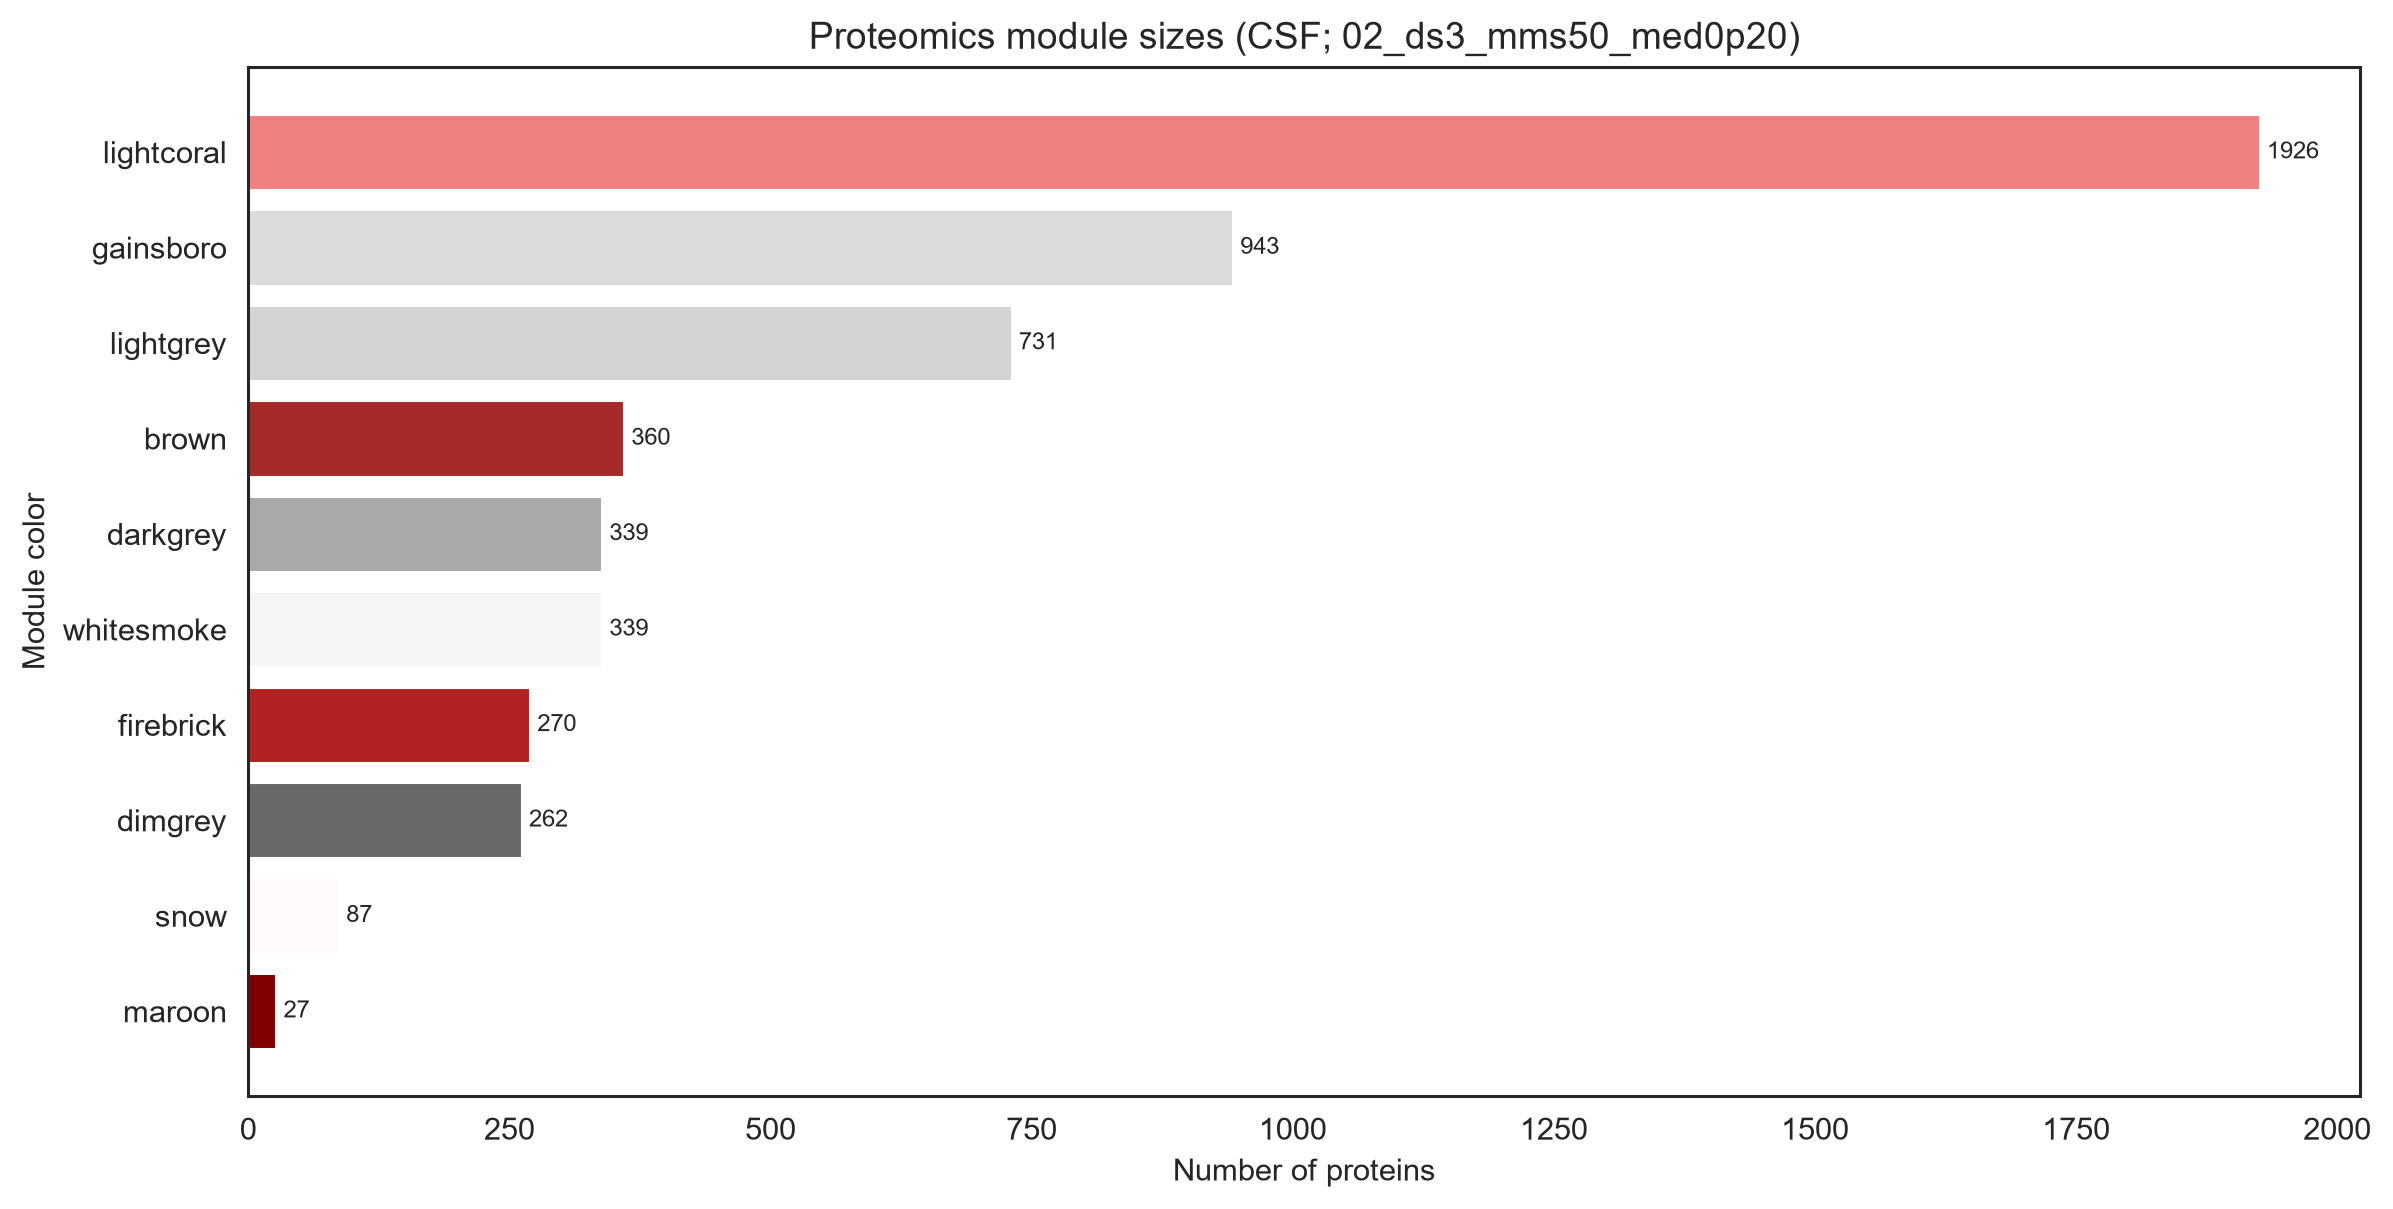 Proteomics module sizes (CSF; 02_ds3_mms50_med0p20)
Module color
lightcoral 1926
gainsboro 943
lightgrey 731
brown 360
darkgrey 339
whitesmoke 339
firebrick 270
dimgrey 262
snow 87
maroon 27
0 250 500 750 1000 1250 1500 1750 2000
Number of proteins